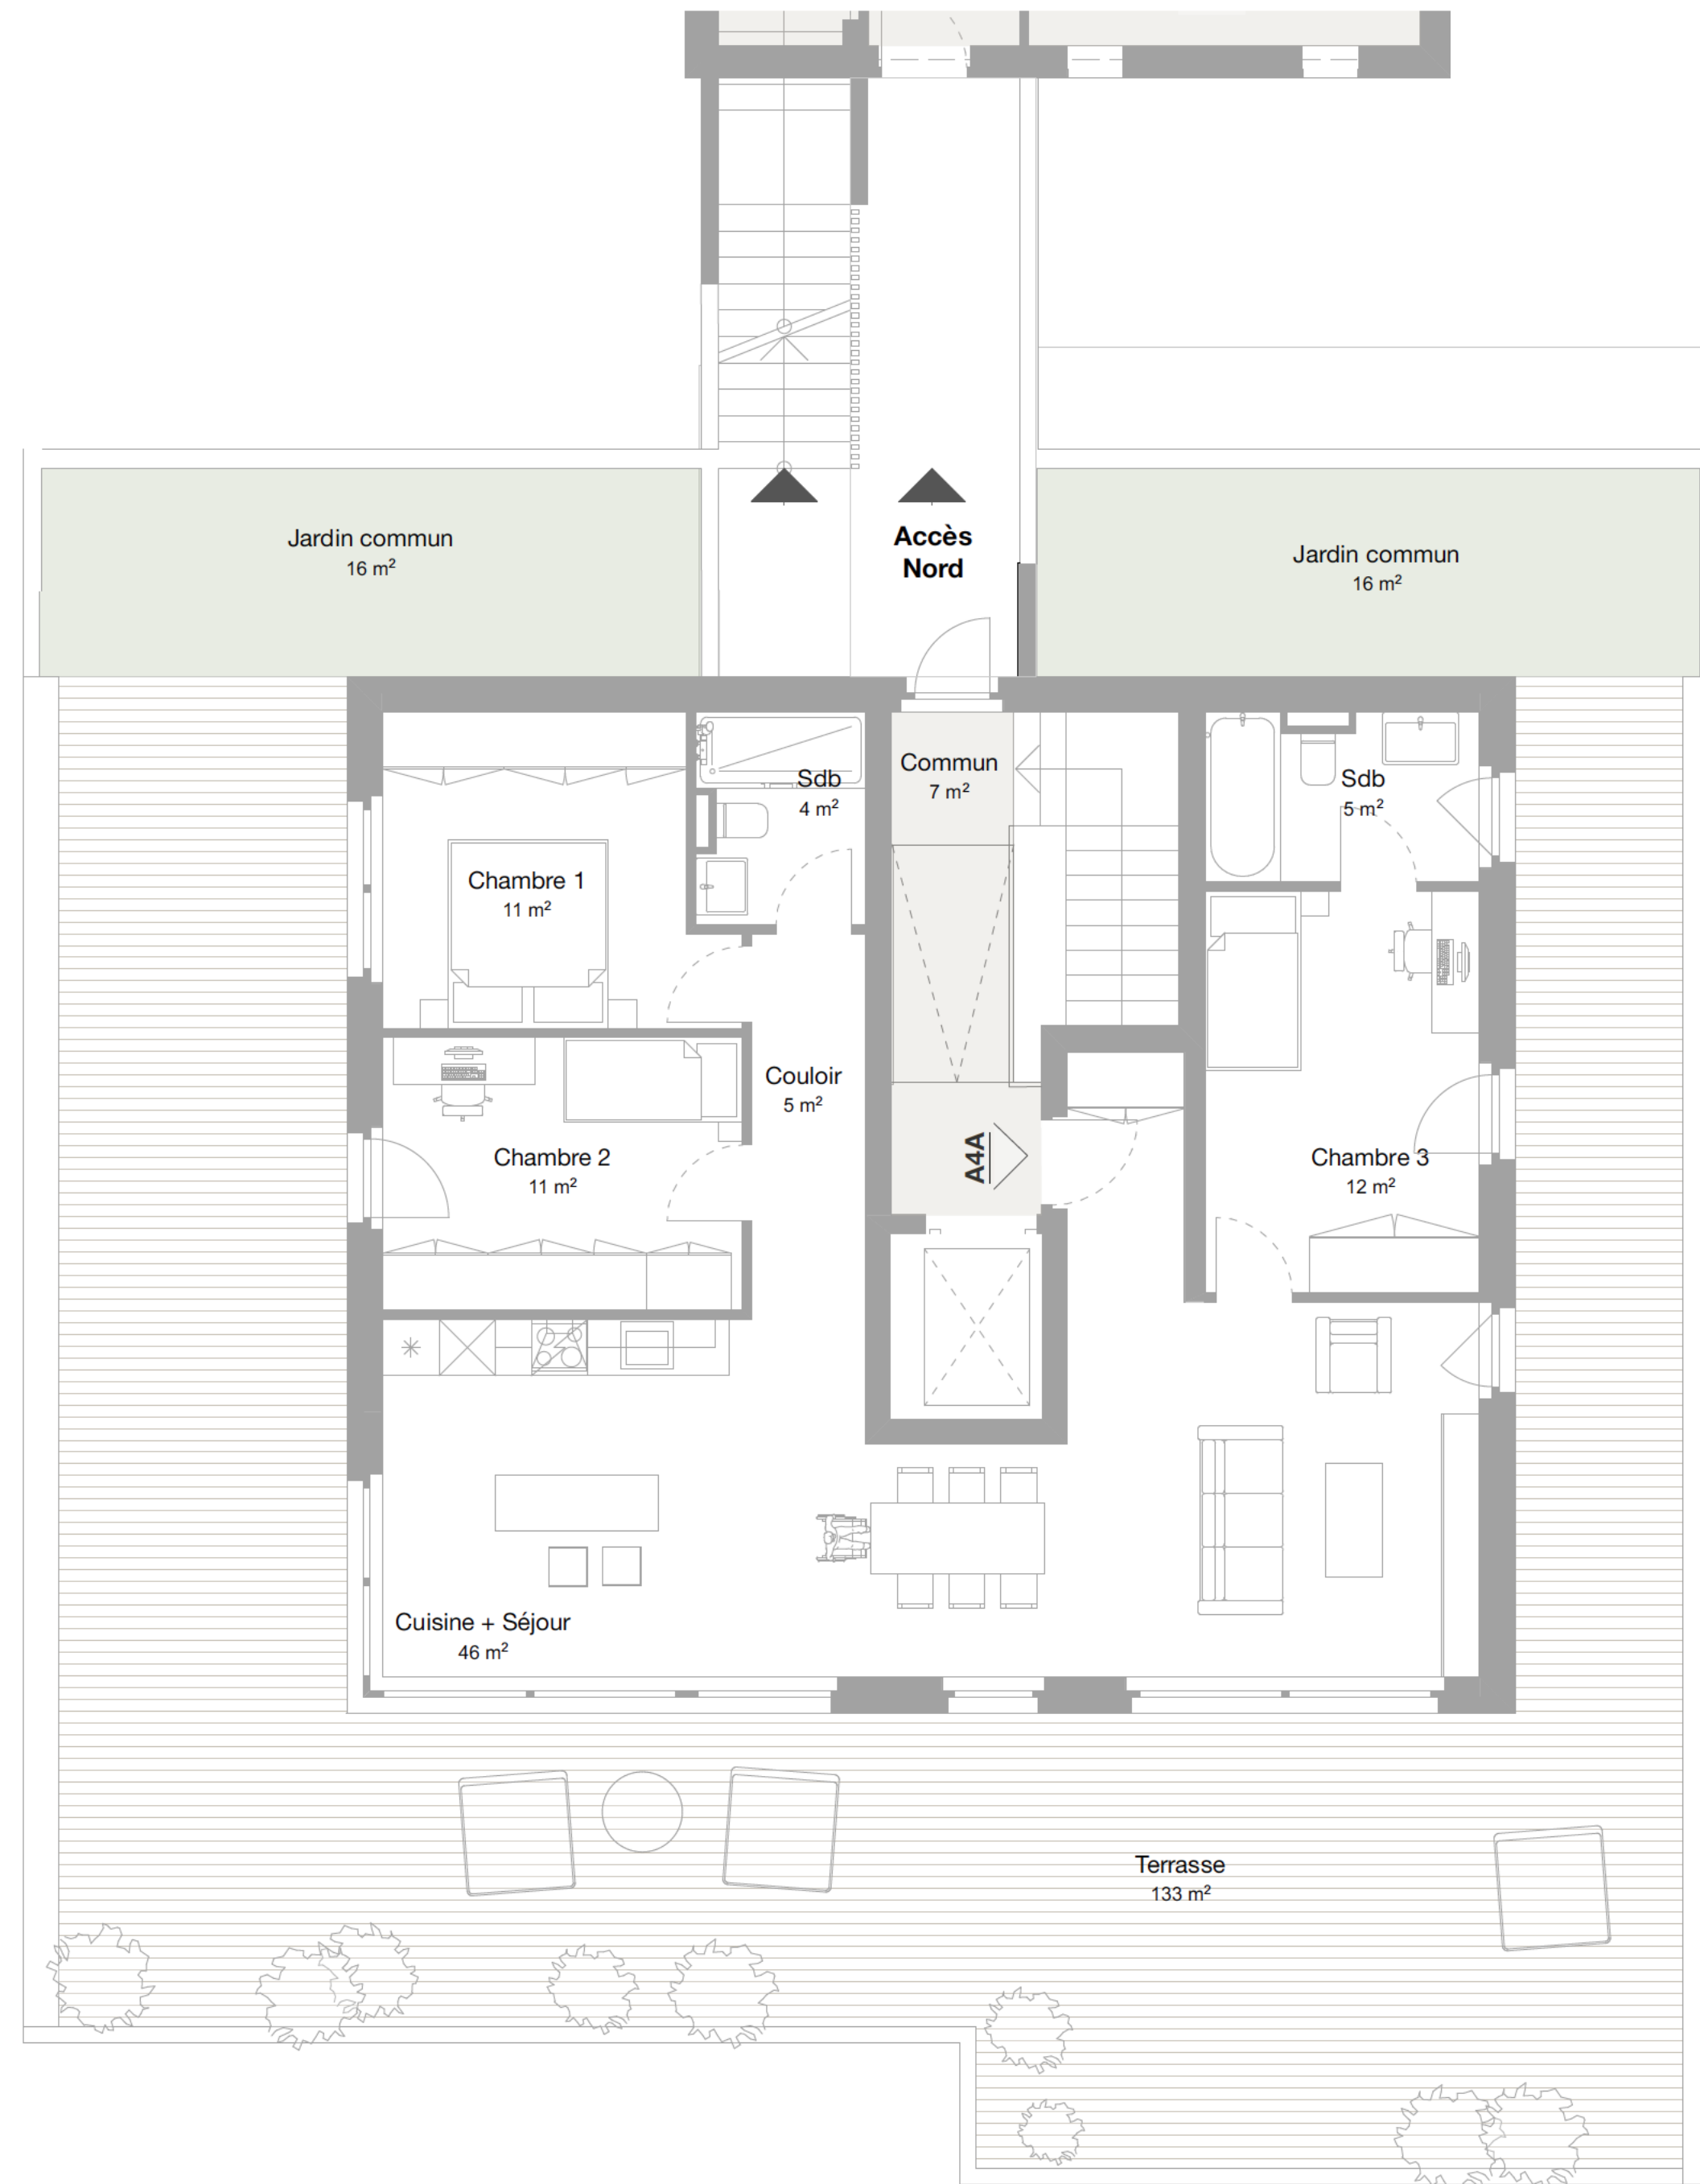 Accès
Nord
Jardin commun
16 m²
Jardin commun
16 m²
Commun
7 m²
Sdb
4 m²
Sdb
5 m²
Chambre 1
11 m²
Couloir
5 m²
A4A
Chambre 2
11 m²
Chambre 3
12 m²
Cuisine + Séjour
46 m²
Terrasse
133 m²